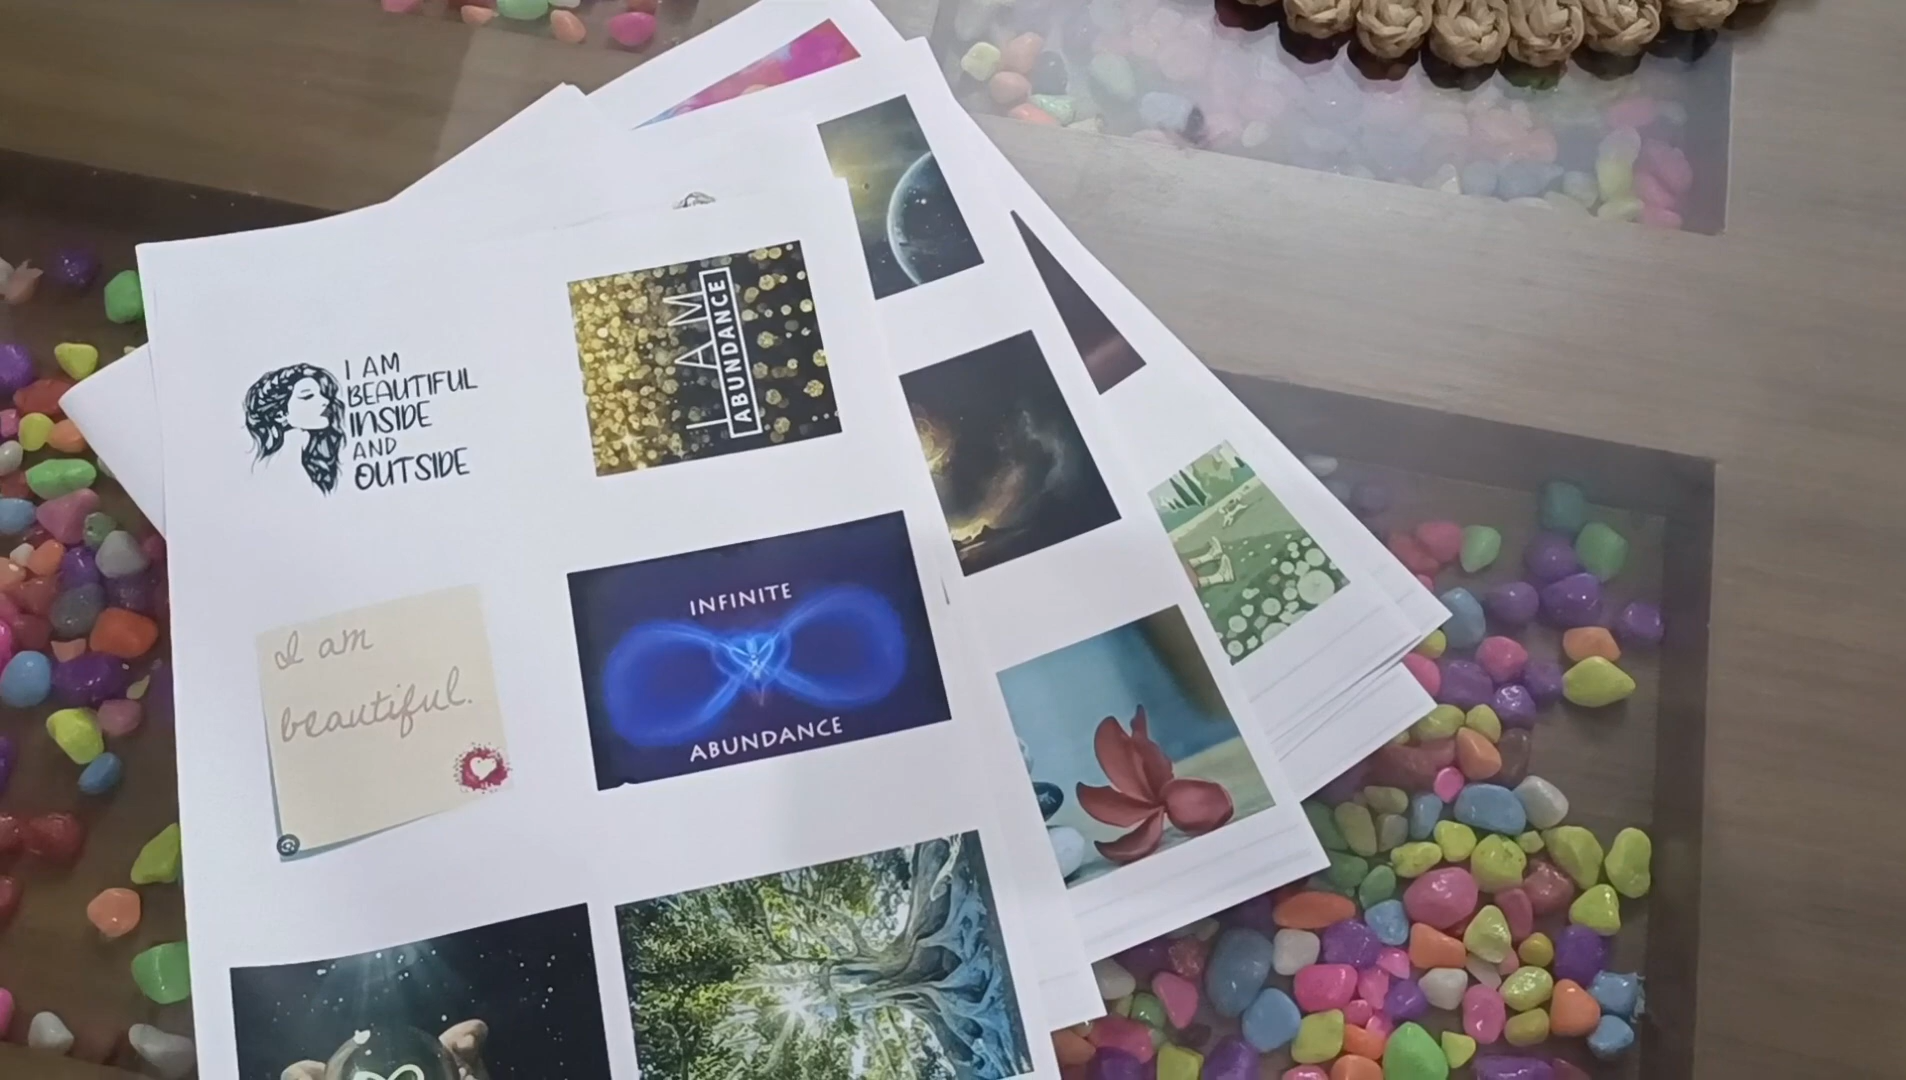 I AM
BEAUTIFUL
INSIDE
AND
OUTSIDE
I AM
ABUNDANCE
I am
beautiful.
INFINITE
ABUNDANCE